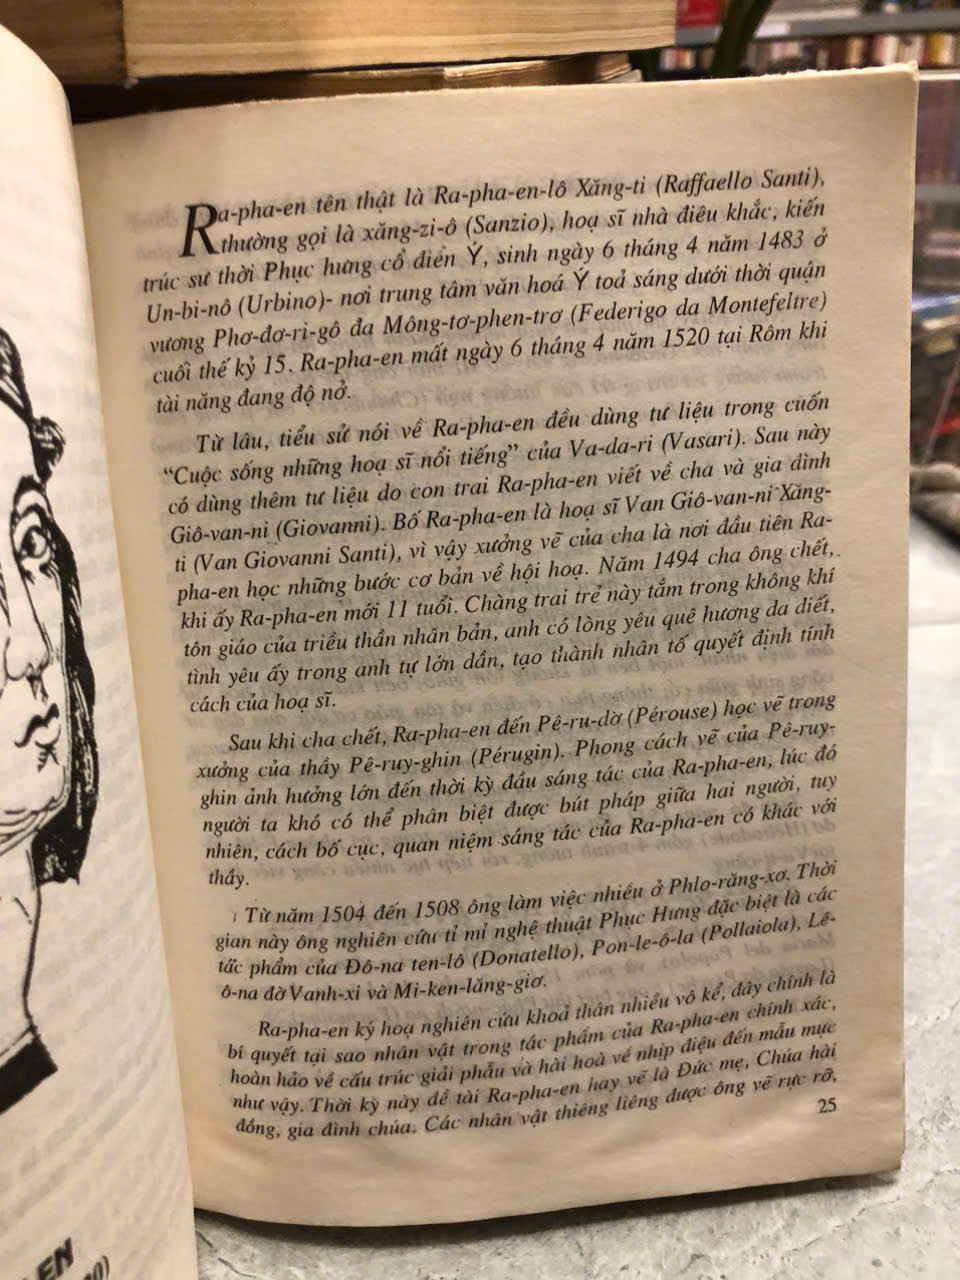 Ra-pha-en tên thật là Ra-pha-en-lô Xăng-ti (Raffaello Santi),
thường gọi là xăng-zi-ô (Sanzio), hoạ sĩ nhà điêu khắc, kiến
trúc sư thời Phục hưng cổ điển Ý, sinh ngày 6 tháng 4 năm 1483 ở
Un-bi-nô (Urbino)- nơi trung tâm văn hoá Ý toả sáng dưới thời quận
vương Phơ-đơ-ri-gô đa Mông-tơ-phen-trơ (Federigo da Montefeltre)
cuối thế kỷ 15. Ra-pha-en mất ngày 6 tháng 4 năm 1520 tại Rôm khi
tài năng đang độ nở.
Từ lâu, tiểu sử nói về Ra-pha-en đều dùng tư liệu trong cuốn
“Cuộc sống những hoạ sĩ nổi tiếng” của Va-da-ri (Vasari). Sau này
có dùng thêm tư liệu do con trai Ra-pha-en viết về cha và gia đình
Giô-van-ni (Giovanni). Bố Ra-pha-en là hoạ sĩ Van Giô-van-ni Xăng-
ti (Van Giovanni Santi), vì vậy xưởng vẽ của cha là nơi đầu tiên Ra-
pha-en học những bước cơ bản về hội hoạ. Năm 1494 cha ông chết,
khi ấy Ra-pha-en mới 11 tuổi. Chàng trai trẻ này tắm trong không khí
tôn giáo của triều thần nhân bản, anh có lòng yêu quê hương da diết,
tình yêu ấy trong anh tự lớn dần, tạo thành nhân tố quyết định tính
cách của hoạ sĩ.
Sau khi cha chết, Ra-pha-en đến Pê-ru-dờ (Pérouse) học vẽ trong
xưởng của thầy Pê-ruy-ghin (Pérugin). Phong cách vẽ của Pê-ruy-
ghin ảnh hưởng lớn đến thời kỳ đầu sáng tác của Ra-pha-en, lúc đó
người ta khó có thể phân biệt được bút pháp giữa hai người, tuy
nhiên, cách bố cục, quan niệm sáng tác của Ra-pha-en có khác với
thầy.
Từ năm 1504 đến 1508 ông làm việc nhiều ở Phlo-răng-xơ. Thời
gian này ông nghiên cứu tỉ mỉ nghệ thuật Phục Hưng đặc biệt là các
tác phẩm của Đô-na ten-lô (Donatello), Pon-le-ô-la (Pollaiola), Lê-
ô-na đờ Vanh-xi và Mi-ken-lăng-giơ.
Ra-pha-en ký hoạ nghiên cứu khoả thân nhiều vô kể, đây chính là
bí quyết tại sao nhân vật trong tác phẩm của Ra-pha-en chính xác,
hoàn hảo về cấu trúc giải phẫu và hài hoà về nhịp điệu đến mẫu mực
như vậy. Thời kỳ này đề tài Ra-pha-en hay vẽ là Đức mẹ, Chúa hài
đồng, gia đình chúa. Các nhân vật thiêng liêng được ông vẽ rực rỡ,
25
EN